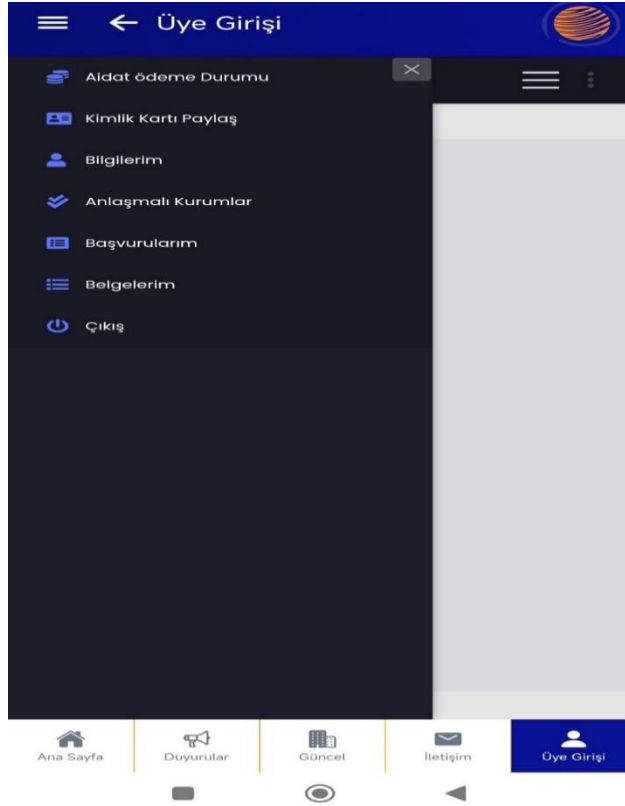 Üye Girişi
Aidat ödeme Durumu
Kimlik Kartı Paylaş
Bilgilerim
Anlaşmalı Kurumlar
Başvurularım
Belgelerim
Çıkış
Ana Sayfa
Duyurular
Güncel
İletişim
Üye Girişi